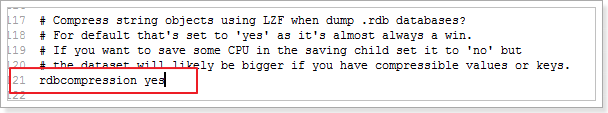 117 # Compress string objects using LZF when dump .rdb databases?
118 # For default that's set to 'yes' as it's almost always a win.
119 # If you want to save some CPU in the saving child set it to 'no' but
120 # the dataset will likely be bigger if you have compressible values or keys.
121 rdbcompression yes
122